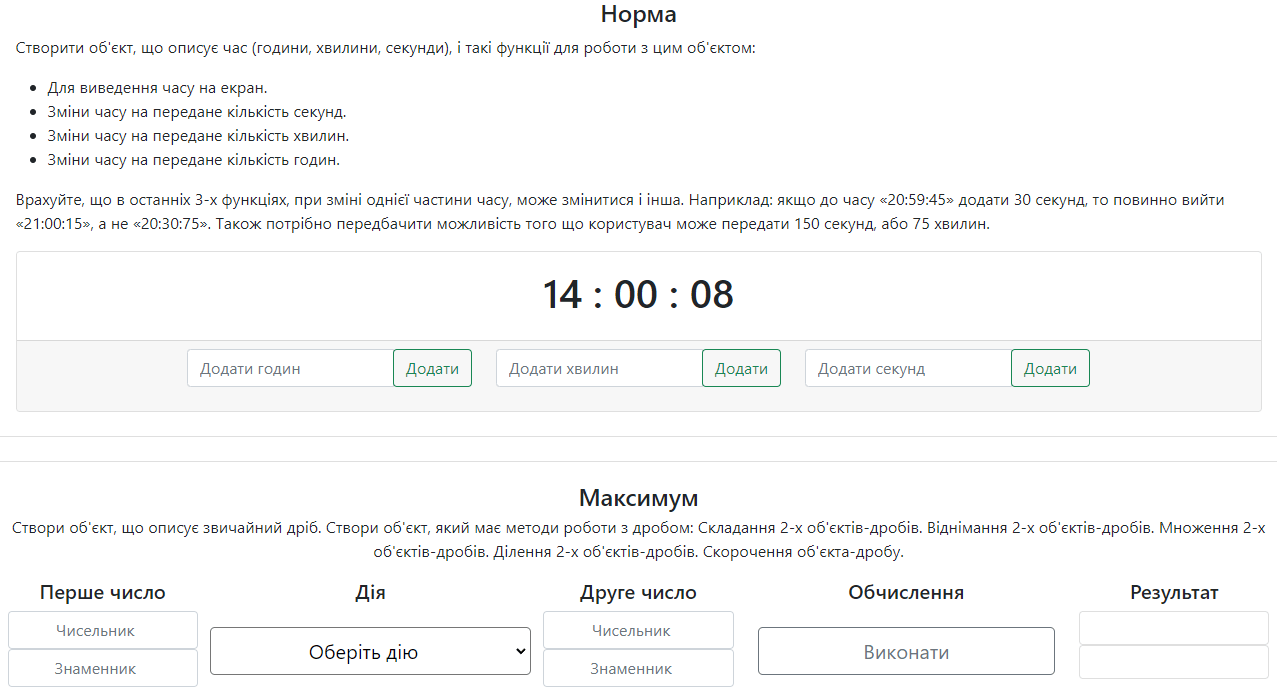 Норма
Створити об'єкт, що описує час (години, хвилини, секунди), і такі функції для роботи з цим об'єктом:
Для виведення часу на екран.
Зміни часу на передане кількість секунд.
Зміни часу на передане кількість хвилин.
Зміни часу на передане кількість годин.
Врахуйте, що в останніх 3-х функціях, при зміні однієї частини часу, може змінитися і інша. Наприклад: якщо до часу «20:59:45» додати 30 секунд, то повинно вийти
«21:00:15», а не «20:30:75». Також потрібно передбачити можливість того що користувач може передати 150 секунд, або 75 хвилин.
14 : 00 : 08
Додати годин Додати Додати хвилин Додати Додати секунд Додати
Максимум
Створи об'єкт, що описує звичайний дріб. Створи об'єкт, який має методи роботи з дробом: Складання 2-х об'єктів-дробів. Віднімання 2-х об'єктів-дробів. Множення 2-х
об'єктів-дробів. Ділення 2-х об'єктів-дробів. Скорочення об'єкта-дробу.
Перше число Дія Друге число Обчислення Результат
Чисельник Чисельник
Оберіть дію Виконати
Знаменник Знаменник